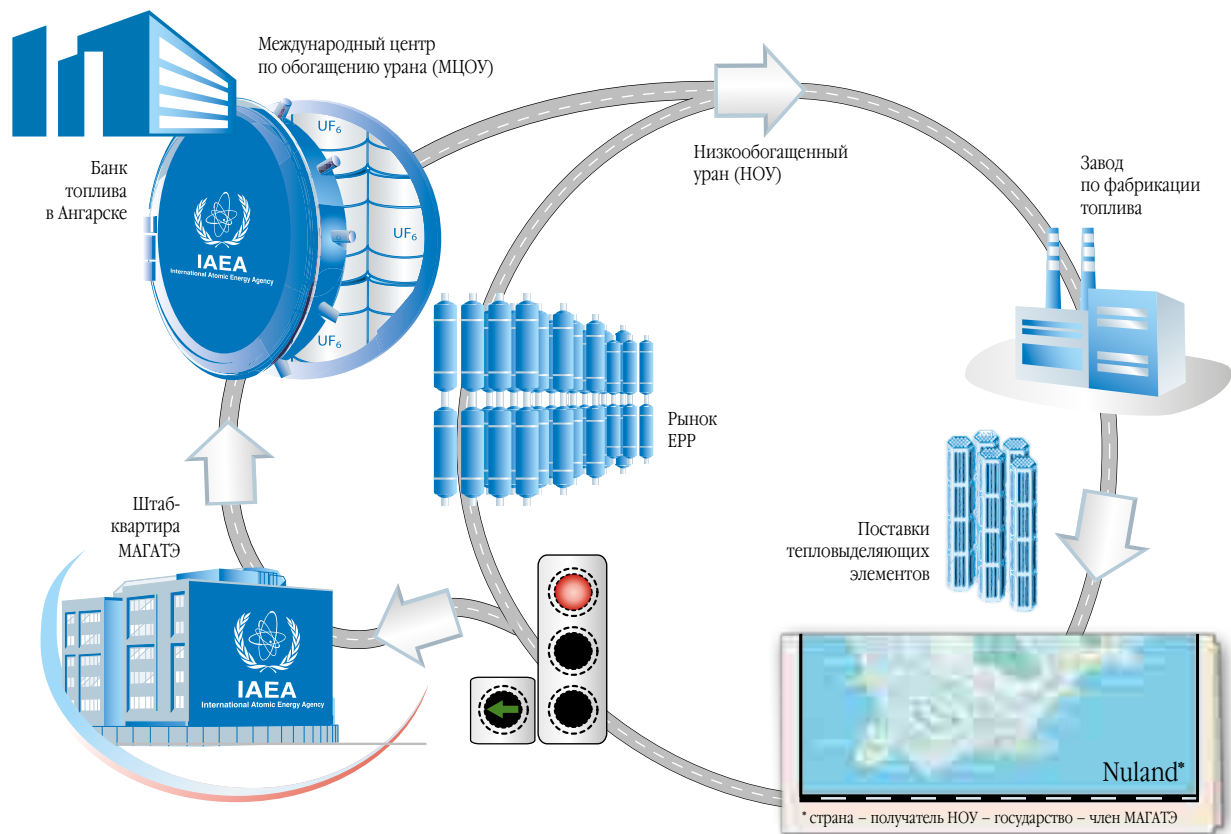 Международный центр
по обогащению урана (МЦОУ)
UF₆
UF₆
UF₆
Банк
топлива
в Ангарске
IAEA
International Atomic Energy Agency
Низкообогащенный
уран (НОУ)
Завод
по фабрикации
топлива
Рынок
ЕРР
Штаб-
квартира
МАГАТЭ
IAEA
International Atomic Energy Agency
Поставки
тепловыделяющих
элементов
Nuland*
* страна – получатель НОУ – государство – член МАГАТЭ